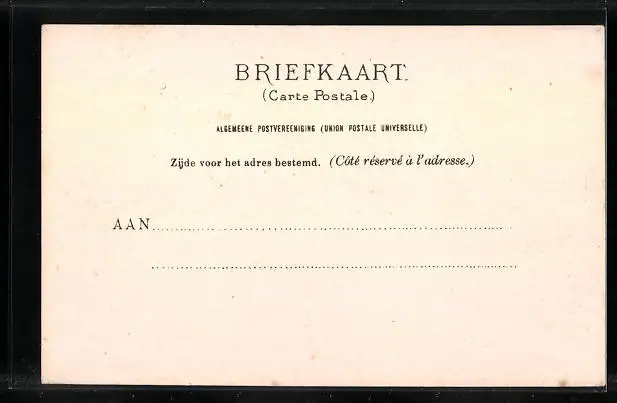 BRIEFKAART.
(Carte Postale.)
ALGEMEENE POSTVEREENIGING (UNION POSTALE UNIVERSELLE)
Zijde voor het adres bestemd. (Côté réservé à l'adresse.)
AAN